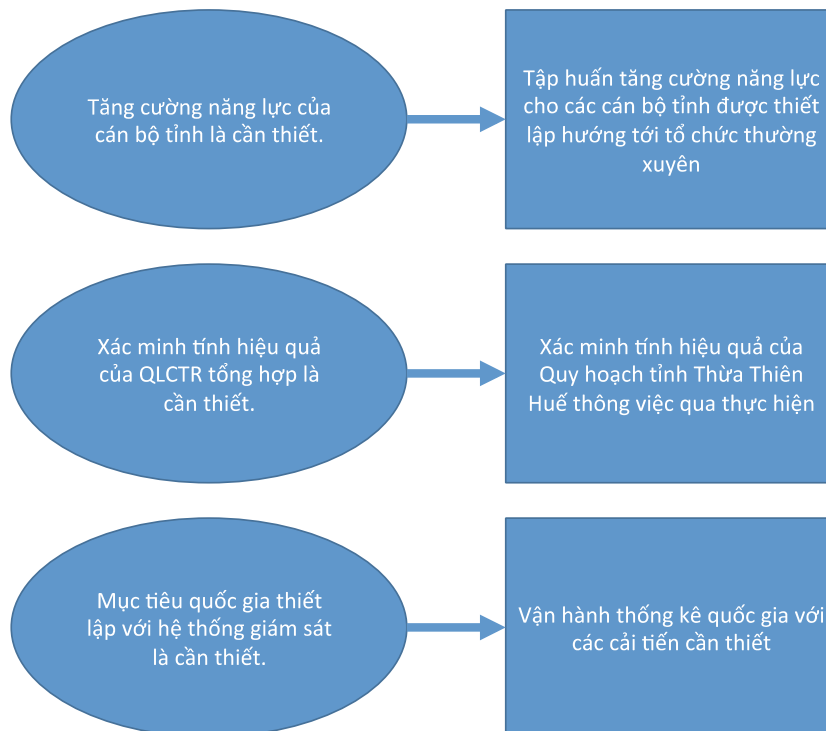 Tăng cường năng lực của
cán bộ tỉnh là cần thiết.
Tập huấn tăng cường năng lực
cho các cán bộ tỉnh được thiết
lập hướng tới tổ chức thường
xuyên
Xác minh tính hiệu quả
của QLCTR tổng hợp là
cần thiết.
Xác minh tính hiệu quả của
Quy hoạch tỉnh Thừa Thiên
Huế thông việc qua thực hiện
Mục tiêu quốc gia thiết
lập với hệ thống giám sát
là cần thiết.
Vận hành thống kê quốc gia với
các cải tiến cần thiết